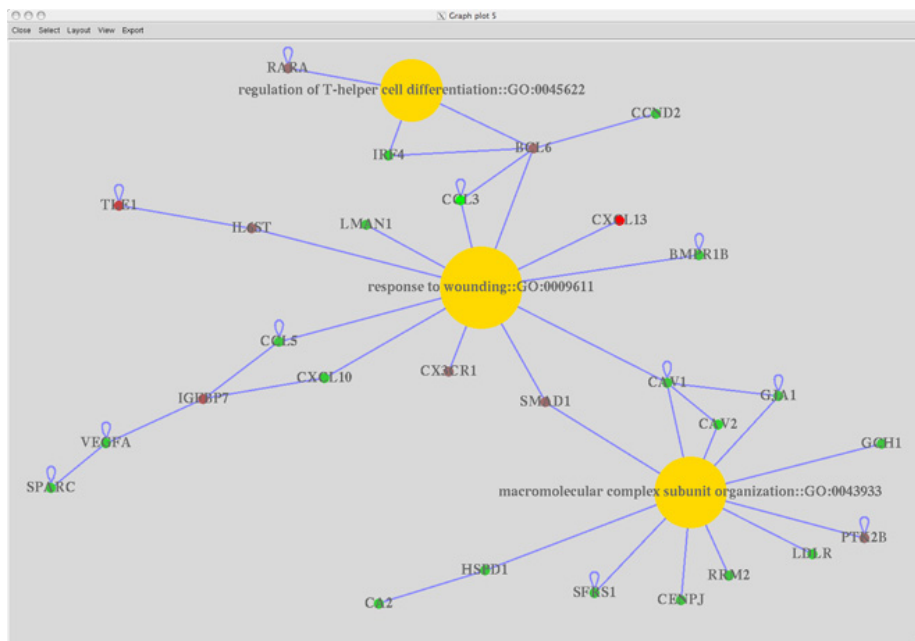 Graph plot 5
Close Select Layout View Export
RARA
regulation of T-helper cell differentiation::GO:0045622
CCND2
IRF4
BCL6
TLE1
IL6ST
LMAN1
CCL3
CXCL13
BMPR1B
response to wounding::GO:0009611
CCL5
CXCL10
CX3CR1
CAV1
GJA1
IGFBP7
SMAD1
CAV2
VEGFA
GCH1
SPARC
macromolecular complex subunit organization::GO:0043933
PTK2B
HSPD1
LDLR
RRM2
SFRS1
CENPJ
CA2